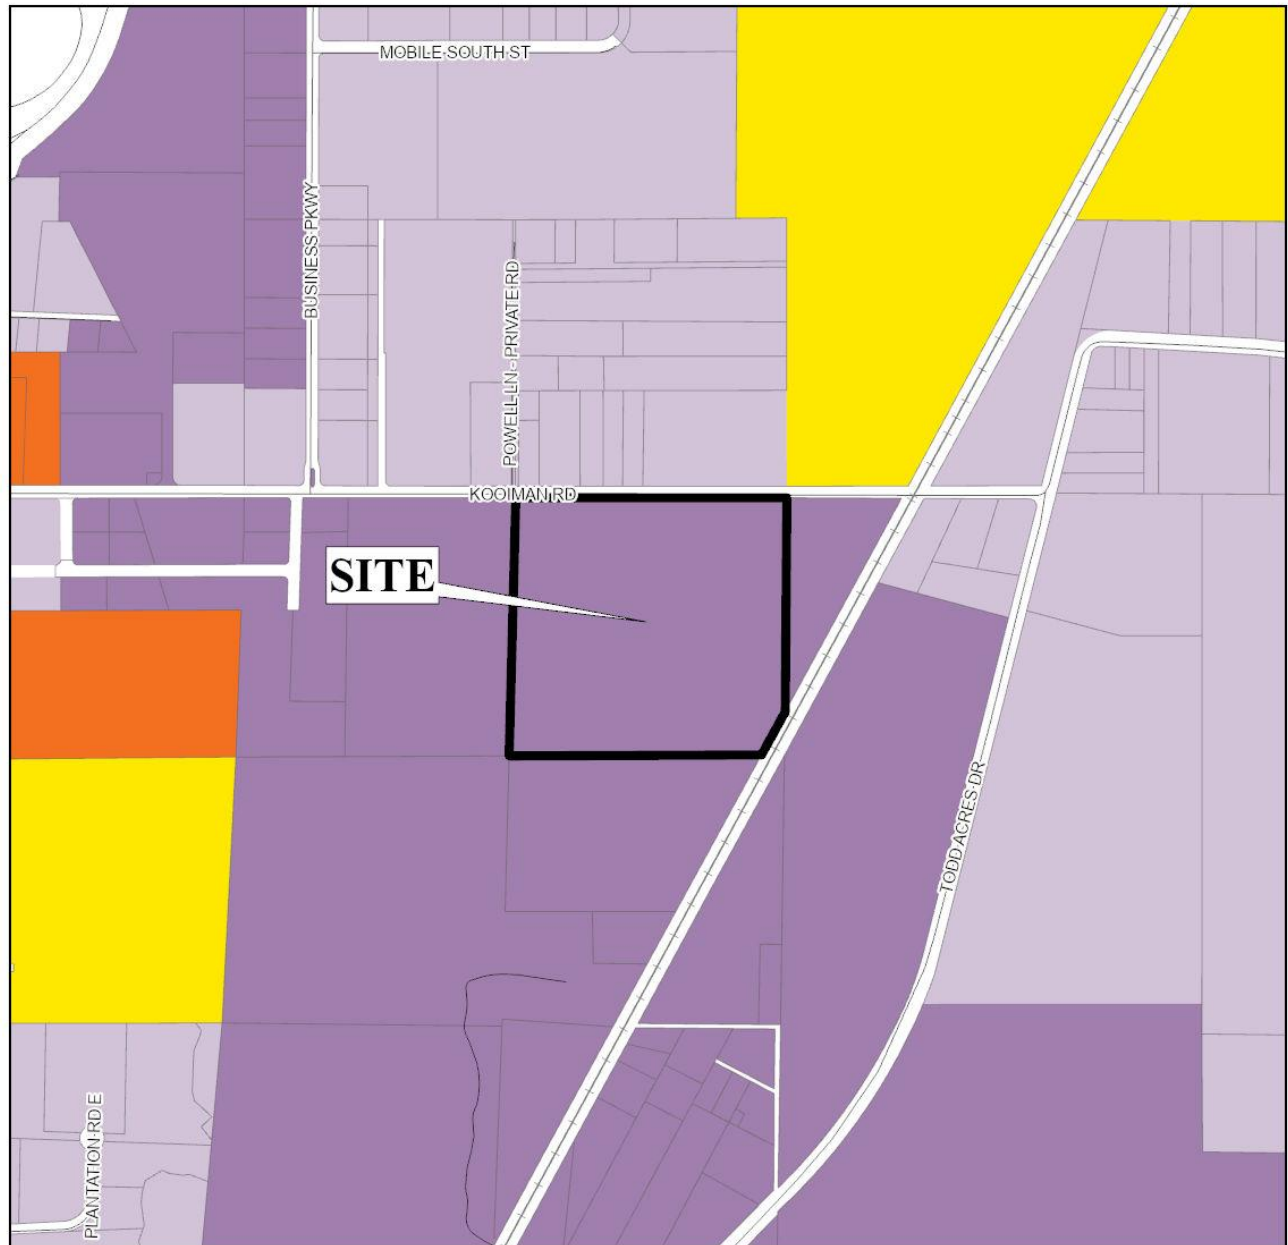 MOBILE SOUTH ST
BUSINESS PKWY
POWELL LN - PRIVATE RD
KOOIMAN RD
SITE
TODD ACRES DR
PLANTATION RD E